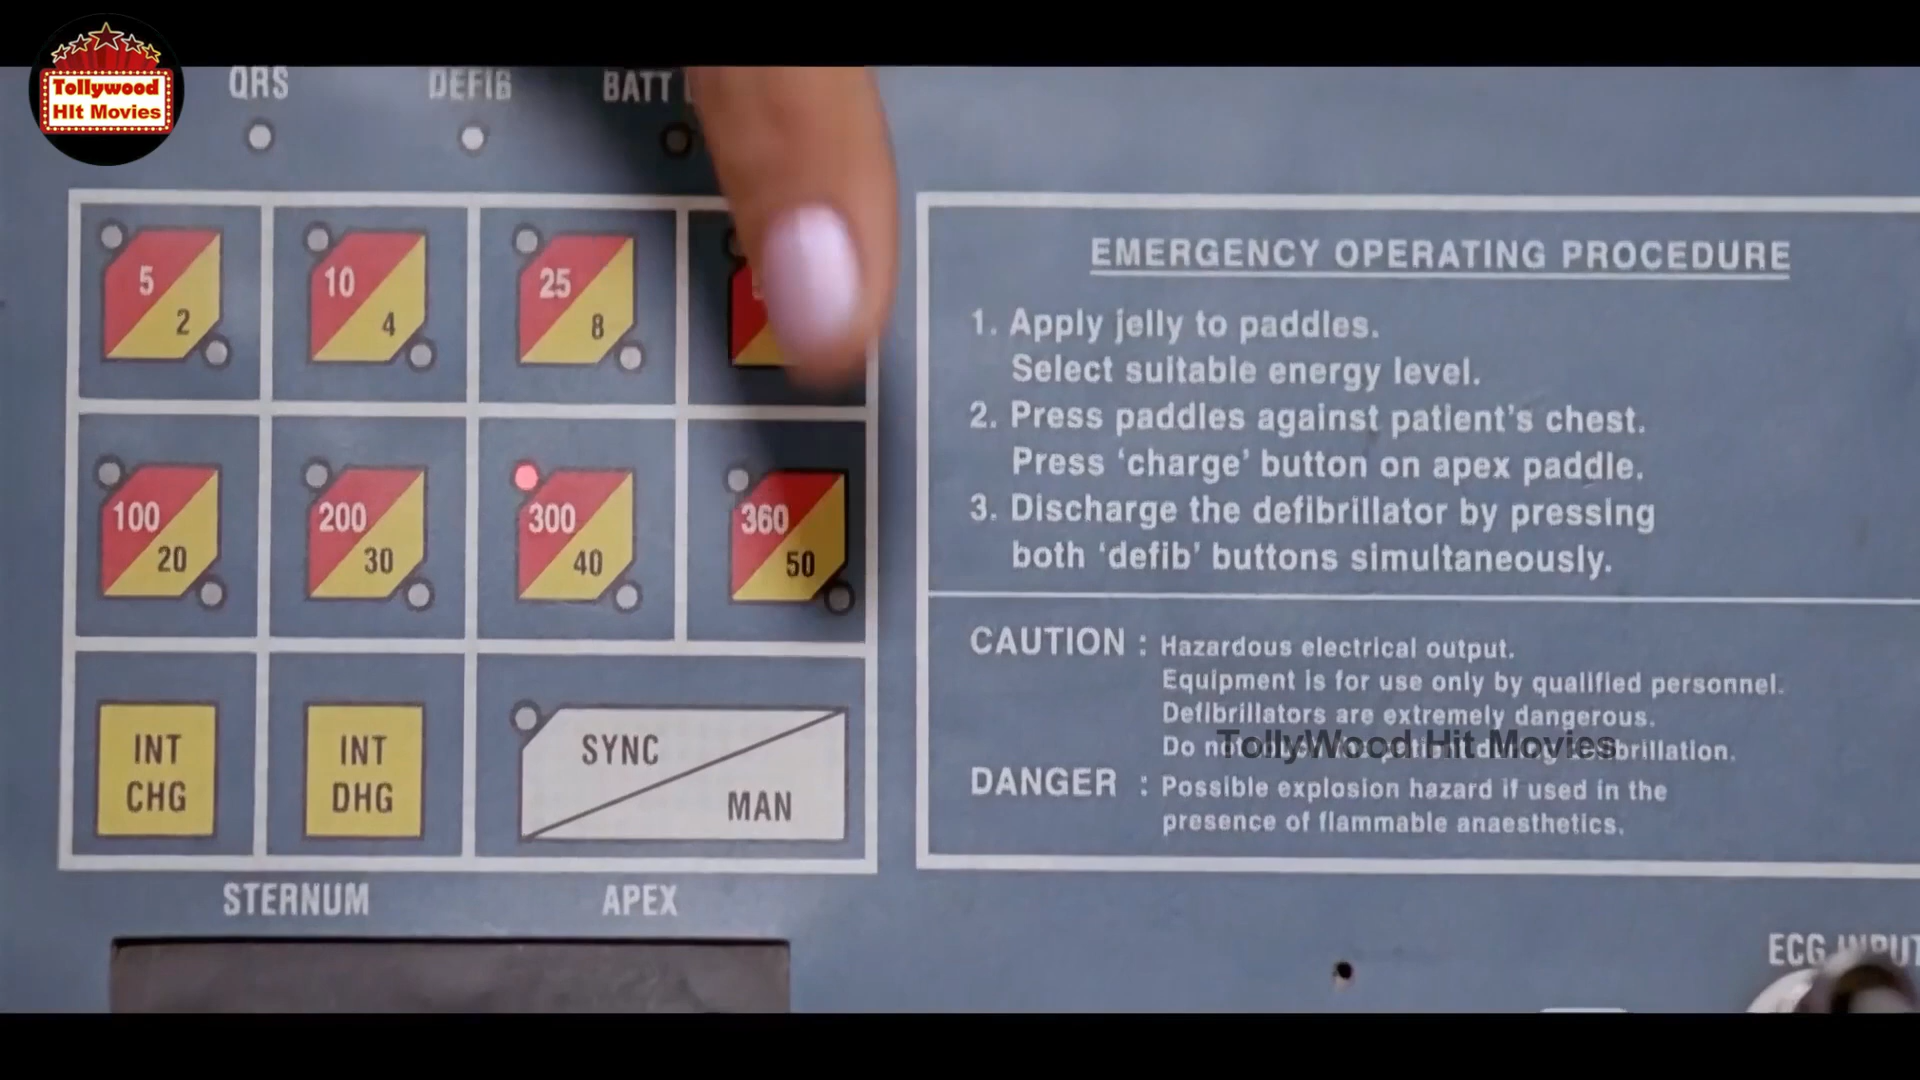 Tollywood
HIt Movies
QRS
DEFIB
BATT
5
2
10
4
25
8
100
20
200
30
300
40
360
50
INT
CHG
INT
DHG
SYNC
MAN
STERNUM
APEX
EMERGENCY OPERATING PROCEDURE
1. Apply jelly to paddles.
Select suitable energy level.
2. Press paddles against patient's chest.
Press 'charge' button on apex paddle.
3. Discharge the defibrillator by pressing
both 'defib' buttons simultaneously.
CAUTION : Hazardous electrical output.
Equipment is for use only by qualified personnel.
Defibrillators are extremely dangerous.
Do not
TollyWood Hit Movies
DANGER : Possible explosion hazard if used in the
presence of flammable anaesthetics.
ECG INPUT